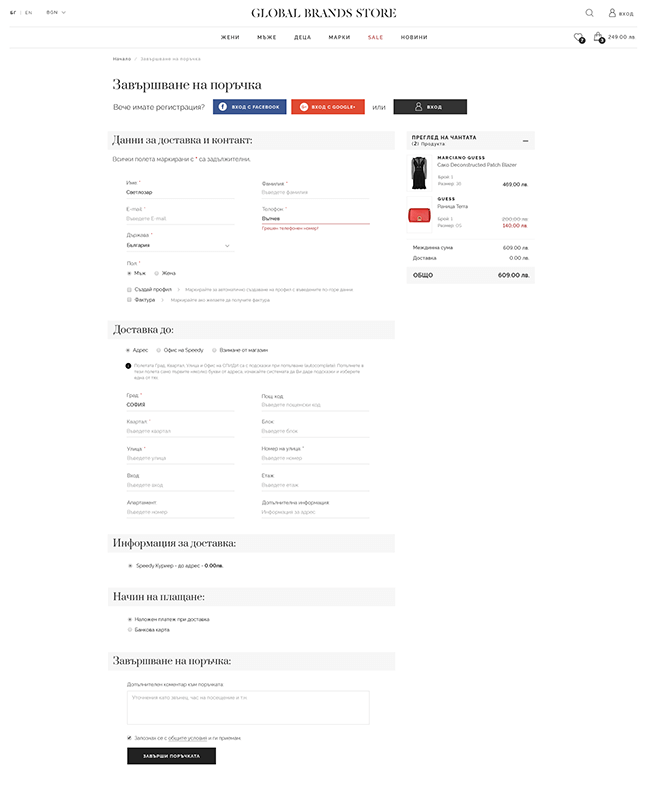 БГ | EN BGN
GLOBAL BRANDS STORE
ВХОД
ЖЕНИ МЪЖЕ ДЕЦА МАРКИ SALE НОВИНИ
249.00 лв
Начало / Завършване на поръчка
Завършване на поръчка
Вече имате регистрация? ВХОД С FACEBOOK ВХОД С GOOGLE+ ИЛИ ВХОД
Данни за доставка и контакт:
Всички полета маркирани с * са задължителни.
Име * Фамилия *
Светлозар Въведете фамилия
E-mail * Телефон *
Въведете E-mail Вълчев
Грешен телефонен номер!
Държава *
България
Пол *
Мъж Жена
Създай профил Маркирайте за автоматично създаване на профил с въведените по-горе данни
Фактура Маркирайте ако желаете да получите фактура
ПРЕГЛЕД НА ЧАНТАТА
(2) Продукта
MARCIANO GUESS
Сако Deconstructed Patch Blazer
Брой: 1
Размер: 38 469.00 лв.
GUESS
Раница Terra
Брой: 1 200.00 лв.
Размер: OS 140.00 лв.
Междинна сума 609.00 лв.
Доставка 0.00 лв.
ОБЩО 609.00 лв.
Доставка до:
Адрес Офис на Speedy Взимане от магазин
Полетата Град, Квартал, Улица и Офис на СПИДИ са с подсказки при попълване (autocomplete). Попълнете в
тези полета само първите няколко букви от адреса, изчакайте системата да Ви даде подсказки и изберете
една от тях.
Град * Пощ. код
СОФИЯ Въведете пощенски код
Квартал * Блок
Въведете квартал Въведете блок
Улица * Номер на улица *
Въведете улица Въведете номер
Вход Етаж
Въведете вход Въведете етаж
Апартамент Допълнителна информация
Въведете номер Информация за адрес
Информация за доставка:
Speedy Куриер - до адрес - 0.00лв.
Начин на плащане:
Наложен платеж при доставка
Банкова карта
Завършване на поръчка:
Допълнителен коментар към поръчката
Уточнения като звънец, час на посещение и т.н.
Запознах се с общите условия и ги приемам.
ЗАВЪРШИ ПОРЪЧКАТА